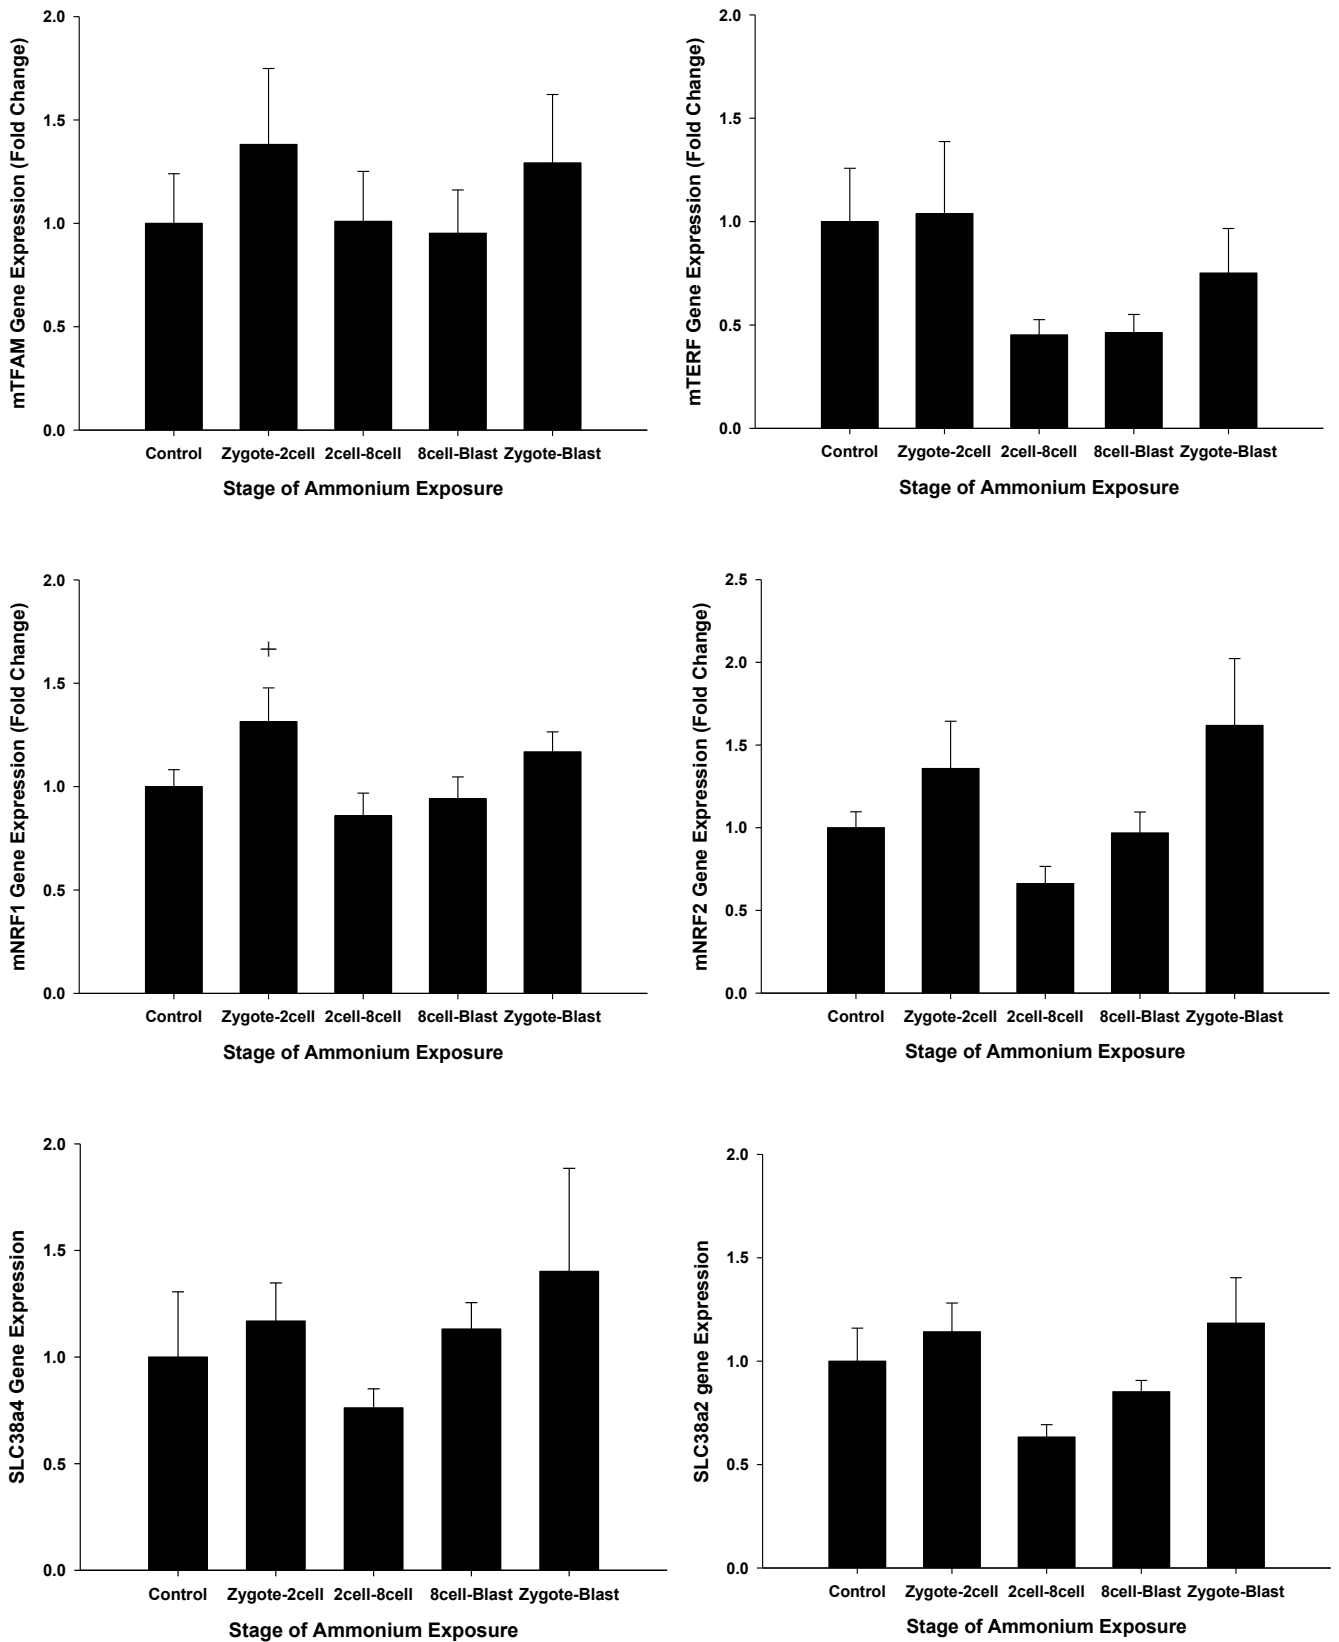 mTFAM Gene Expression (Fold Change)
2.0
1.5
1.0
0.5
0.0
Control Zygote-2cell 2cell-8cell 8cell-Blast Zygote-Blast
Stage of Ammonium Exposure
mTERF Gene Expression (Fold Change)
2.0
1.5
1.0
0.5
0.0
Control Zygote-2cell 2cell-8cell 8cell-Blast Zygote-Blast
Stage of Ammonium Exposure
mNRF1 Gene Expression (Fold Change)
2.0
1.5
1.0
0.5
0.0
+
Control Zygote-2cell 2cell-8cell 8cell-Blast Zygote-Blast
Stage of Ammonium Exposure
mNRF2 Gene Expression (Fold Change)
2.5
2.0
1.5
1.0
0.5
0.0
Control Zygote-2cell 2cell-8cell 8cell-Blast Zygote-Blast
Stage of Ammonium Exposure
SLC38a4 Gene Expression
2.0
1.5
1.0
0.5
0.0
Control Zygote-2cell 2cell-8cell 8cell-Blast Zygote-Blast
Stage of Ammonium Exposure
SLC38a2 gene Expression
2.0
1.5
1.0
0.5
0.0
Control Zygote-2cell 2cell-8cell 8cell-Blast Zygote-Blast
Stage of Ammonium Exposure